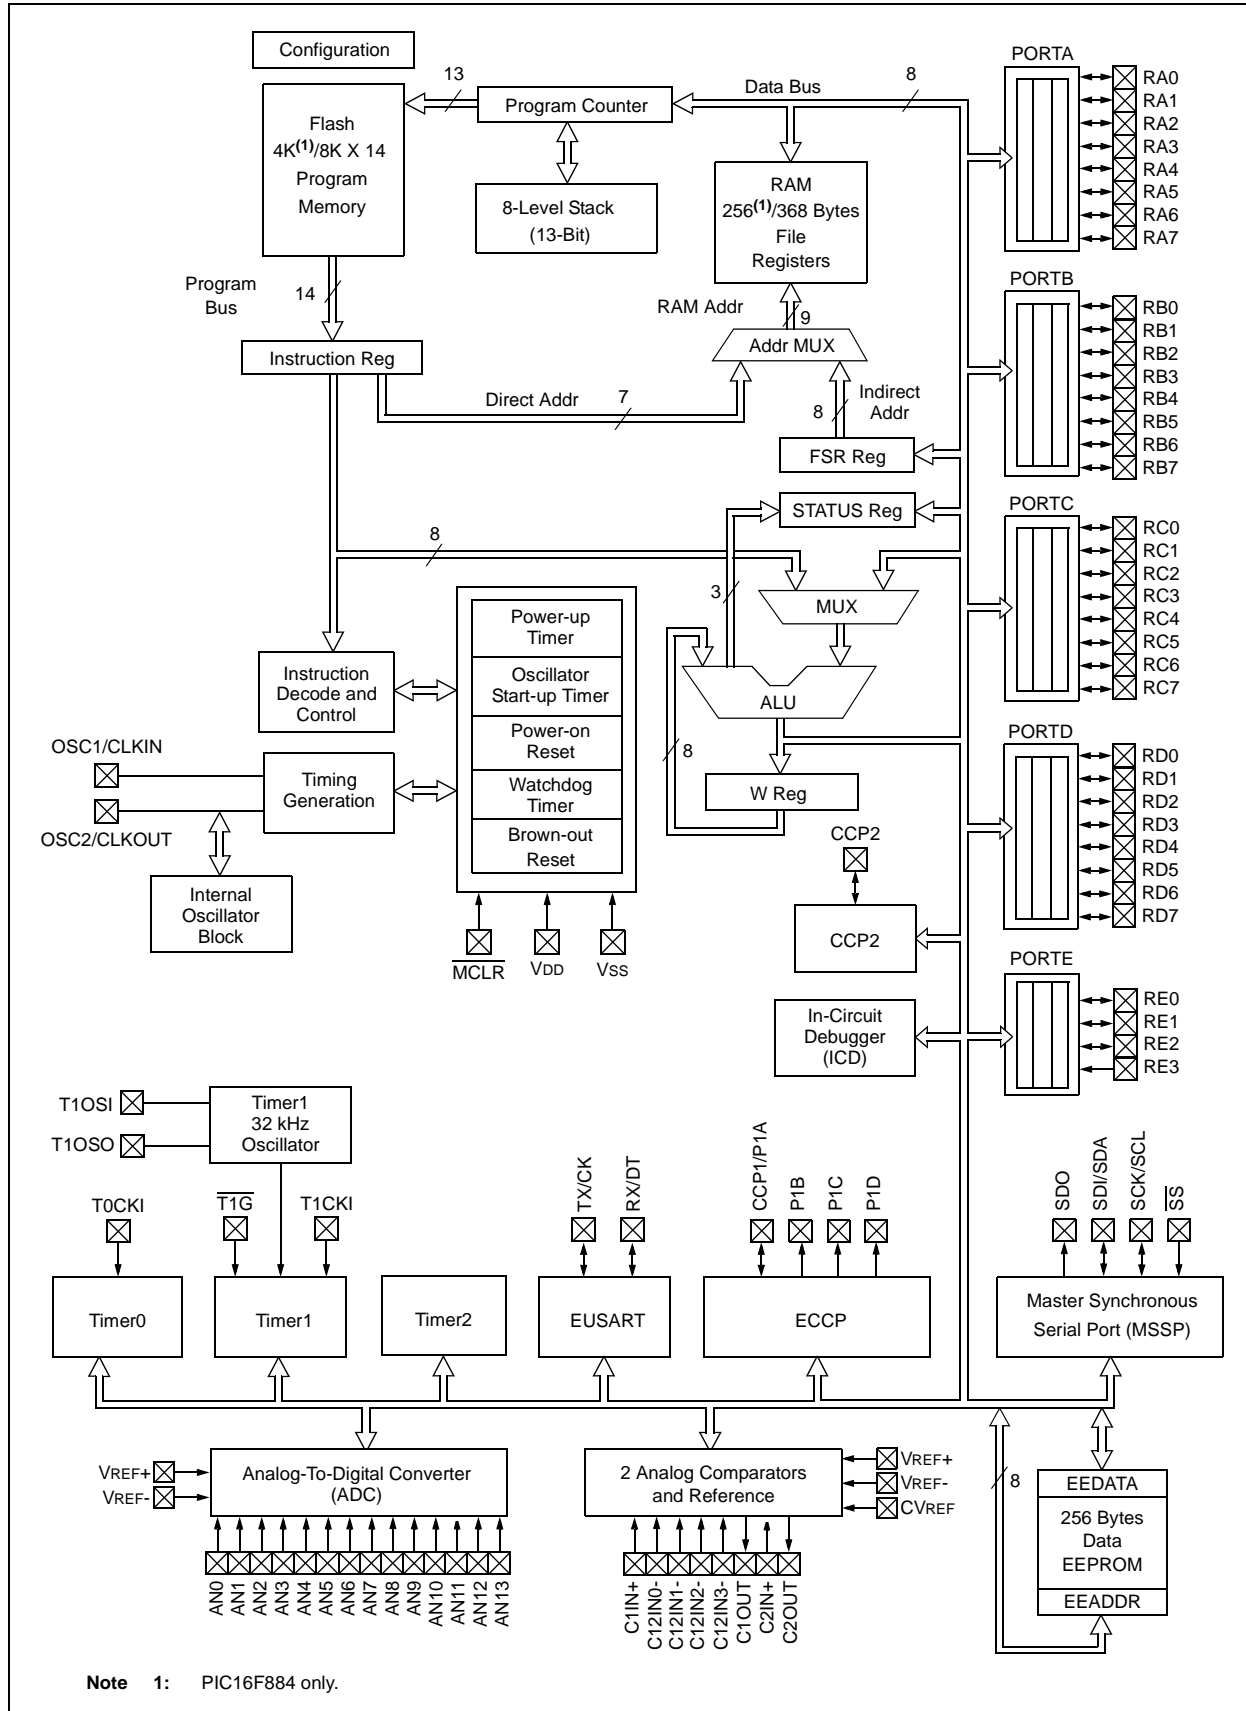 Configuration
PORTA
13
8
Data Bus
Program Counter
RA0
RA1
RA2
RA3
RA4
RA5
RA6
RA7
Flash
4K(1)/8K X 14
Program
Memory
8-Level Stack
(13-Bit)
RAM
256(1)/368 Bytes
File
Registers
Program
Bus
14
RAM Addr
9
PORTB
RB0
RB1
RB2
RB3
RB4
RB5
RB6
RB7
Instruction Reg
Addr MUX
Direct Addr
7
8
Indirect
Addr
FSR Reg
STATUS Reg
PORTC
RC0
RC1
RC2
RC3
RC4
RC5
RC6
RC7
8
3
MUX
Power-up
Timer
Oscillator
Start-up Timer
Power-on
Reset
Watchdog
Timer
Brown-out
Reset
Instruction
Decode and
Control
ALU
8
W Reg
PORTD
RD0
RD1
RD2
RD3
RD4
RD5
RD6
RD7
OSC1/CLKIN
OSC2/CLKOUT
Timing
Generation
Internal
Oscillator
Block
MCLR
VDD
VSS
CCP2
CCP2
PORTE
RE0
RE1
RE2
RE3
In-Circuit
Debugger
(ICD)
T1OSI
T1OSO
Timer1
32 kHz
Oscillator
T0CKI
T1G
T1CKI
TX/CK
RX/DT
CCP1/P1A
P1B
P1C
P1D
SDO
SDI/SDA
SCK/SCL
SS
Timer0
Timer1
Timer2
EUSART
ECCP
Master Synchronous
Serial Port (MSSP)
VREF+
VREF-
Analog-To-Digital Converter
(ADC)
2 Analog Comparators
and Reference
VREF+
VREF-
CVREF
8
EEDATA
256 Bytes
Data
EEPROM
EEADDR
AN0
AN1
AN2
AN3
AN4
AN5
AN6
AN7
AN8
AN9
AN10
AN11
AN12
AN13
C1IN+
C12IN0-
C12IN1-
C12IN2-
C12IN3-
C1OUT
C2IN+
C2OUT
Note 1: PIC16F884 only.